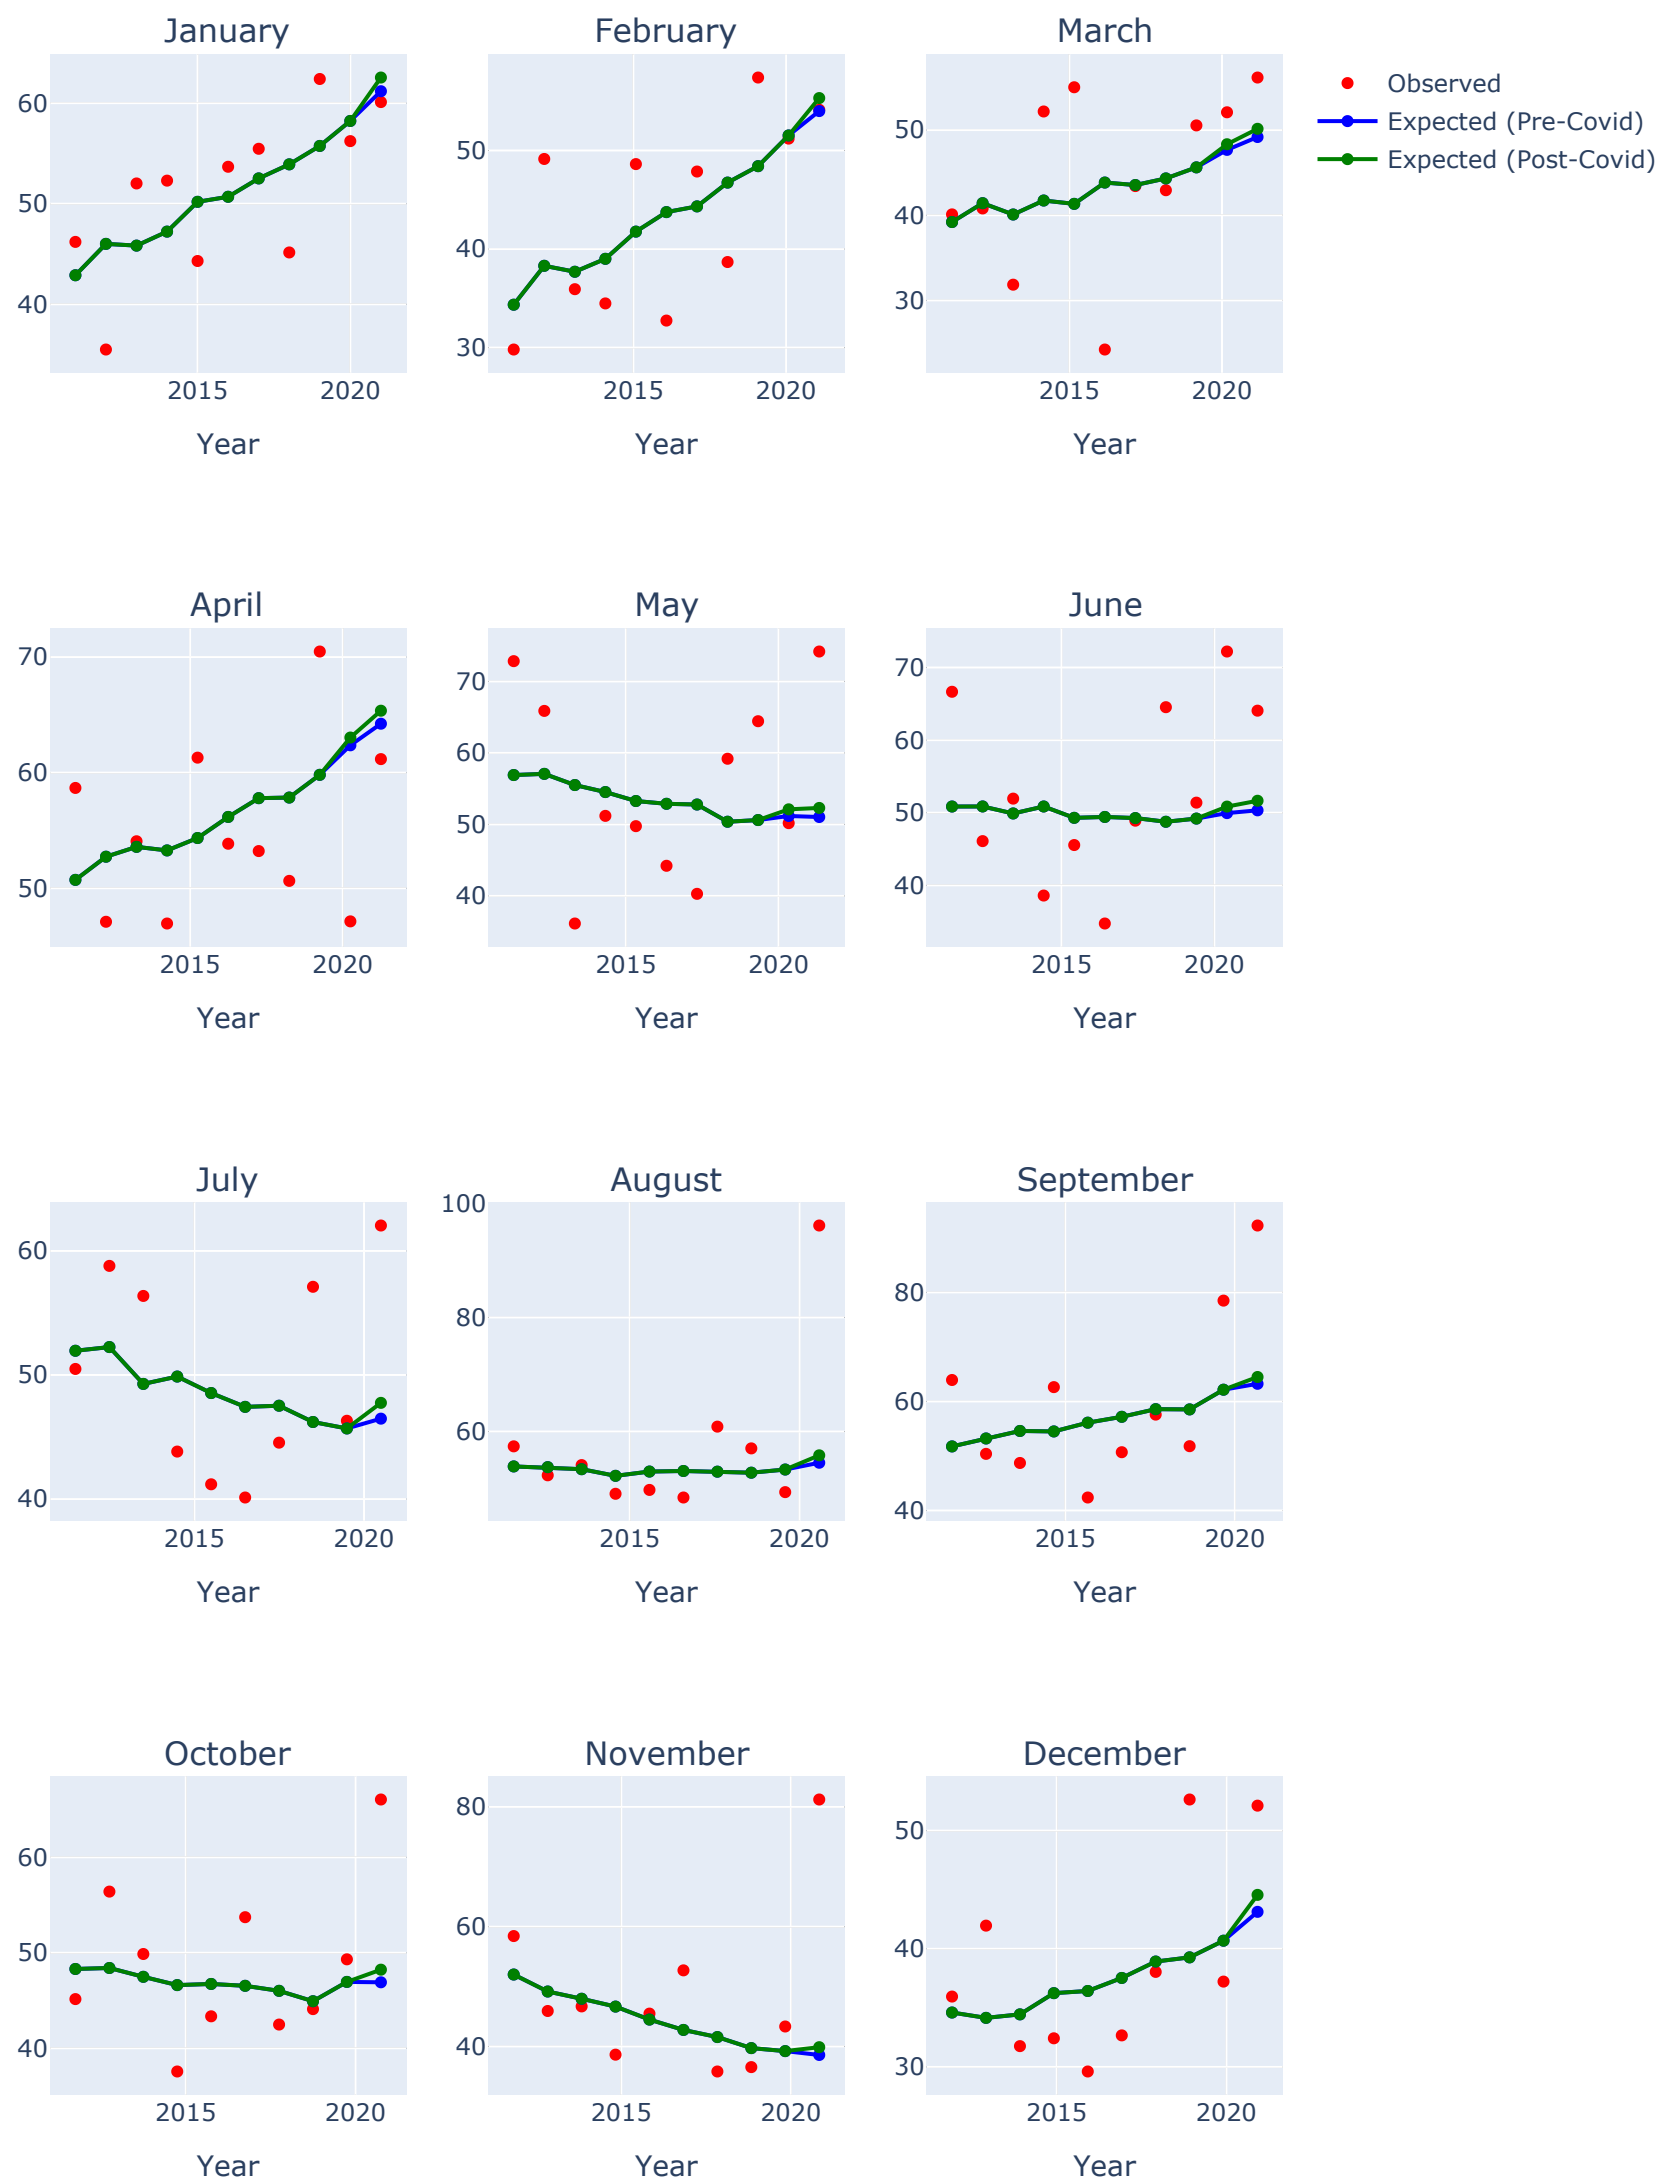 January
February
March
60
50
40
50
40
30
50
40
30
Observed
Expected (Pre-Covid)
Expected (Post-Covid)
2015
2020
2015
2020
2015
2020
Year
Year
Year
April
May
June
70
60
50
70
60
50
40
70
60
50
40
2015
2020
2015
2020
2015
2020
Year
Year
Year
July
August
September
60
50
40
100
80
60
80
60
40
2015
2020
2015
2020
2015
2020
Year
Year
Year
October
November
December
60
50
40
80
60
40
50
40
30
2015
2020
2015
2020
2015
2020
Year
Year
Year